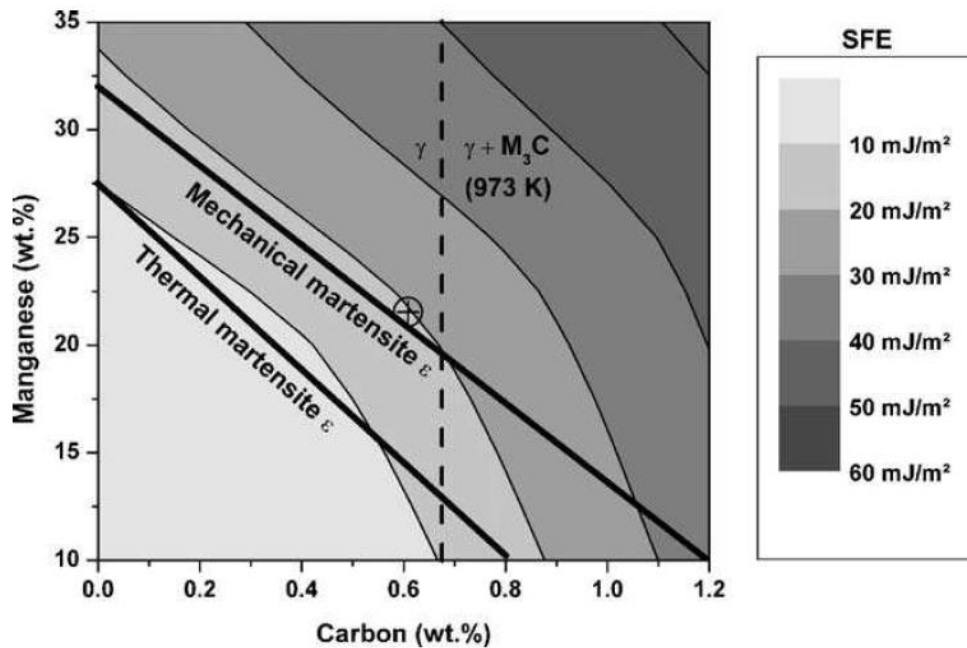 Manganese (wt.%)
35
30
25
20
15
10
0.0
0.2
0.4
0.6
0.8
1.0
1.2
Carbon (wt.%)
Mechanical martensite ε
Thermal martensite ε
γ
γ + M₃C
(973 K)
SFE
10 mJ/m²
20 mJ/m²
30 mJ/m²
40 mJ/m²
50 mJ/m²
60 mJ/m²